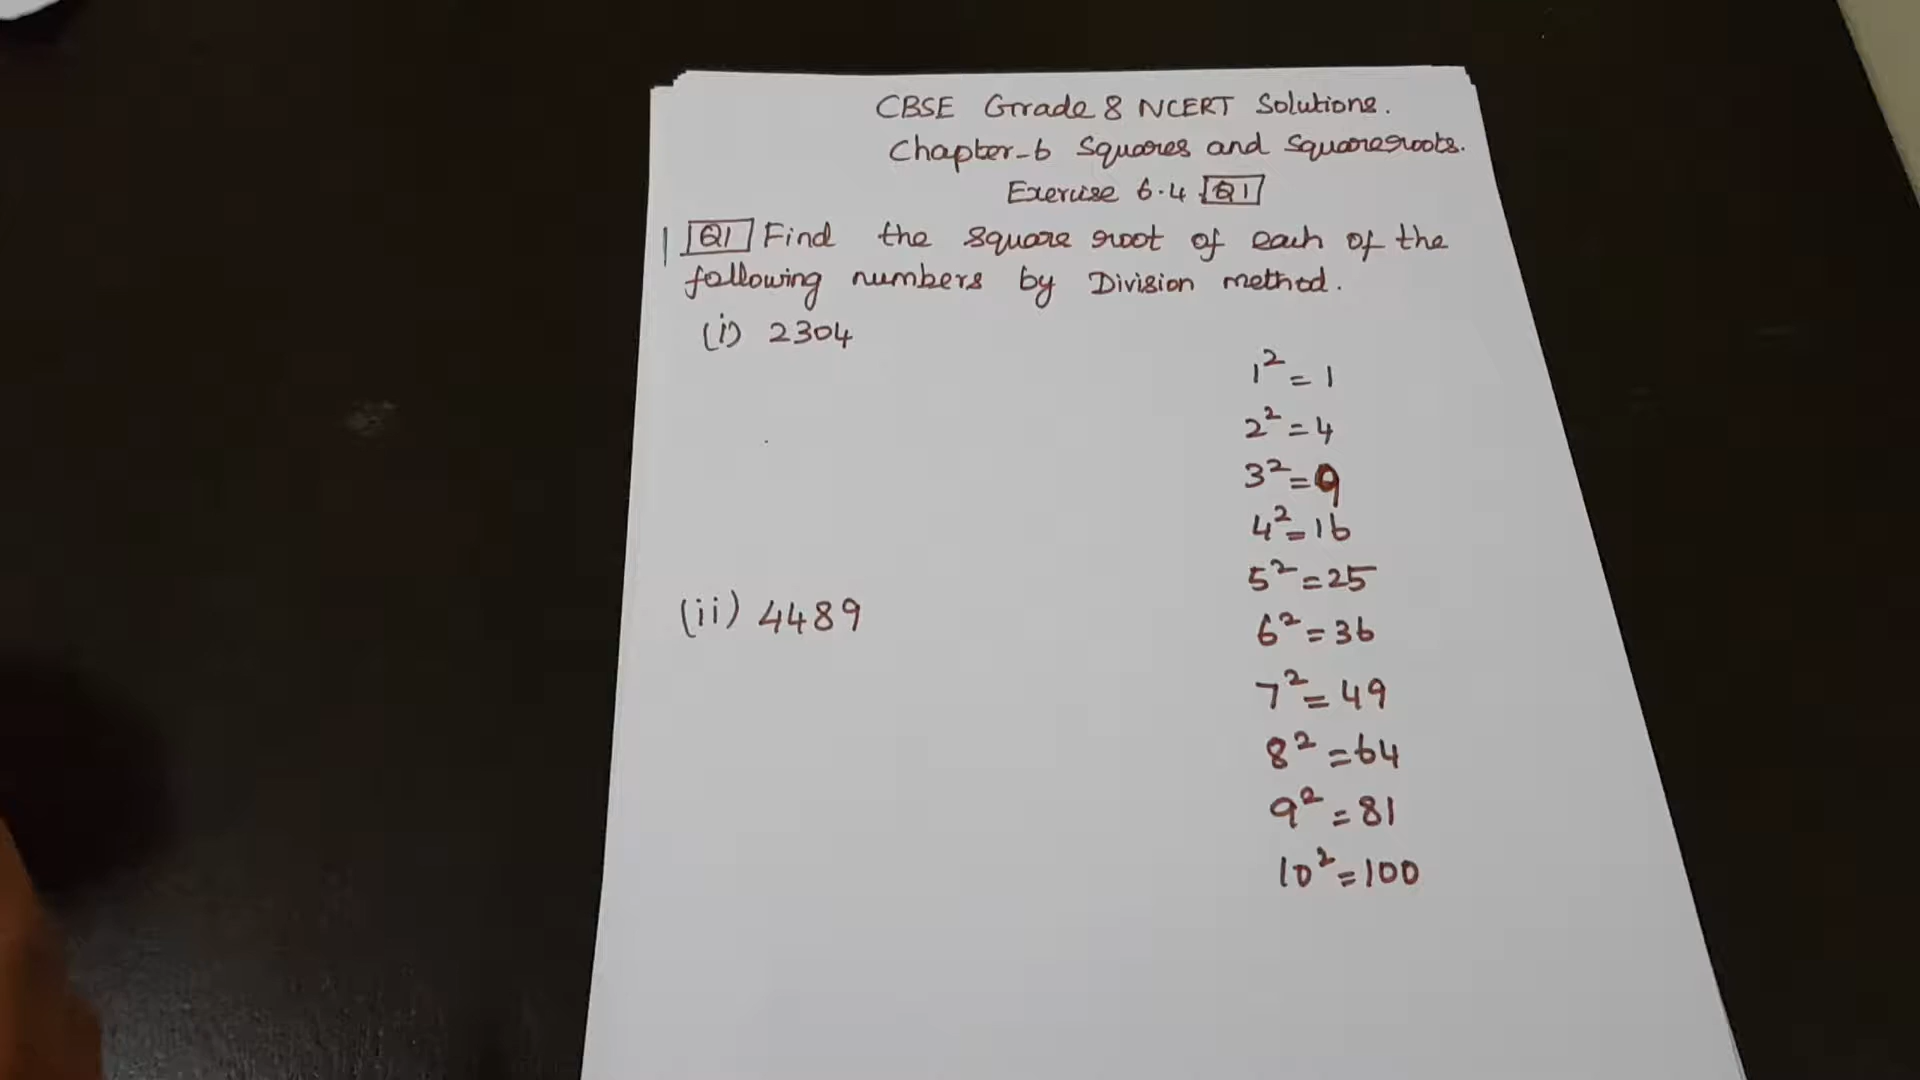 CBSE Grade 8 NCERT Solutions.
Chapter-6 Squares and Squareroots.
Exercise 6.4 Q1
Q1 Find the square root of each of the
following numbers by Division method.
(i) 2304
1² = 1
2² = 4
3² = 9
4² = 16
5² = 25
(ii) 4489
6² = 36
7² = 49
8² = 64
9² = 81
10² = 100